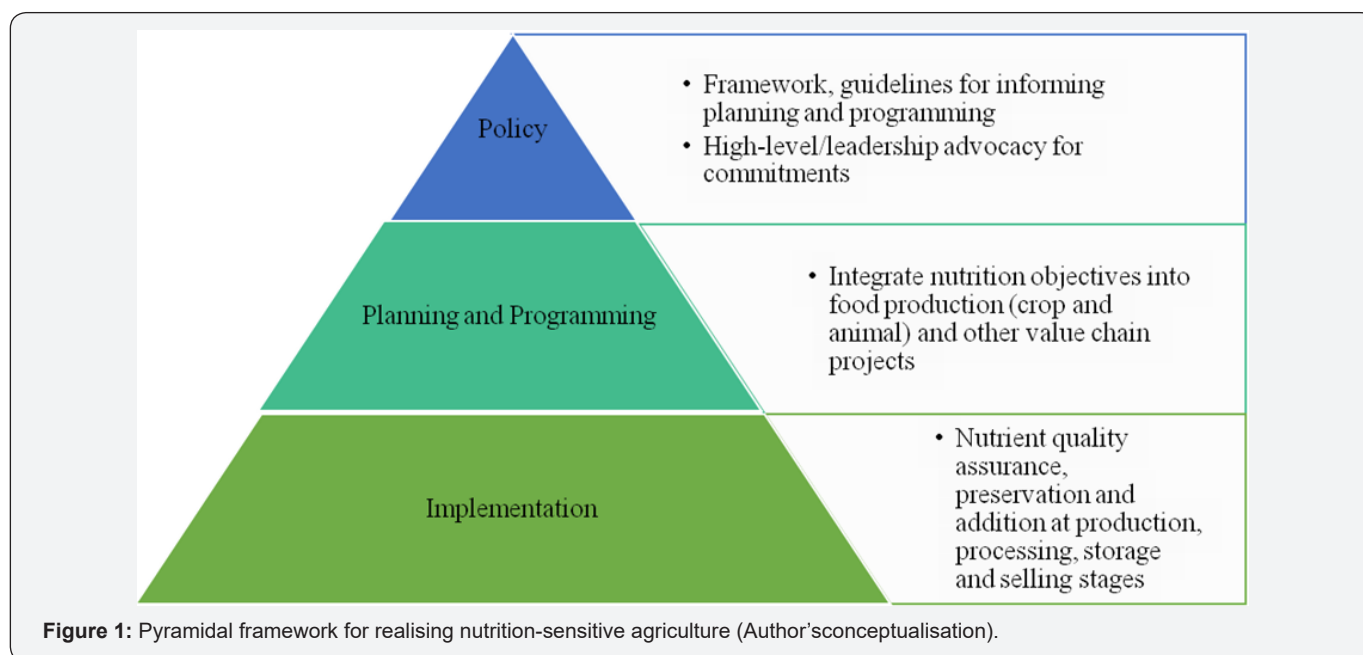 Policy
• Framework, guidelines for informing
planning and programming
• High-level/leadership advocacy for
commitments
Planning and Programming
• Integrate nutrition objectives into
food production (crop and
animal) and other value chain
projects
Implementation
• Nutrient quality
assurance,
preservation and
addition at production,
processing, storage
and selling stages
Figure 1: Pyramidal framework for realising nutrition-sensitive agriculture (Author'sconceptualisation).